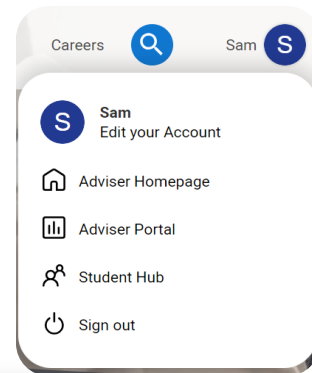 Careers
Sam
S
S
Sam
Edit your Account
Adviser Homepage
Adviser Portal
Student Hub
Sign out